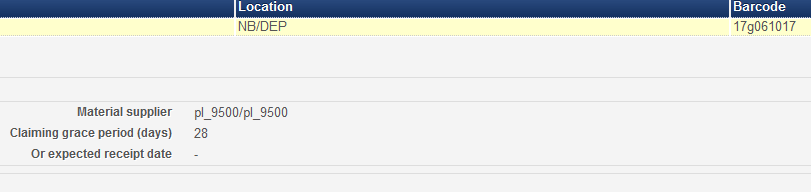 Location Barcode
NB/DEP 17g061017
Material supplier pl_9500/pl_9500
Claiming grace period (days) 28
Or expected receipt date -